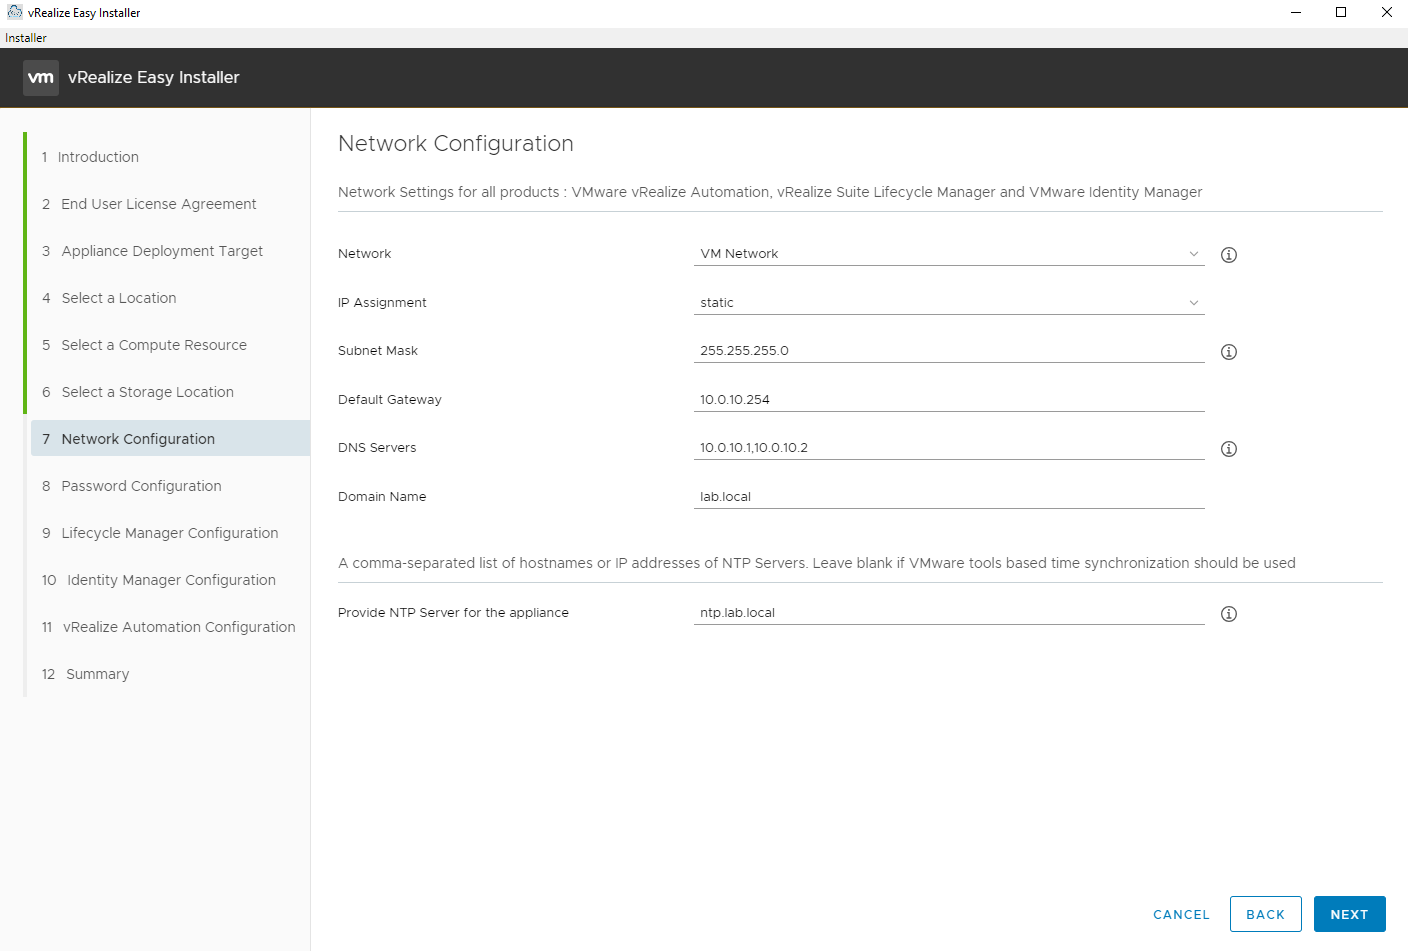 vRealize Easy Installer
Installer
vm vRealize Easy Installer
1 Introduction
2 End User License Agreement
3 Appliance Deployment Target
4 Select a Location
5 Select a Compute Resource
6 Select a Storage Location
7 Network Configuration
8 Password Configuration
9 Lifecycle Manager Configuration
10 Identity Manager Configuration
11 vRealize Automation Configuration
12 Summary
Network Configuration
Network Settings for all products : VMware vRealize Automation, vRealize Suite Lifecycle Manager and VMware Identity Manager
Network VM Network
IP Assignment static
Subnet Mask 255.255.255.0
Default Gateway 10.0.10.254
DNS Servers 10.0.10.1,10.0.10.2
Domain Name lab.local
A comma-separated list of hostnames or IP addresses of NTP Servers. Leave blank if VMware tools based time synchronization should be used
Provide NTP Server for the appliance ntp.lab.local
CANCEL BACK NEXT